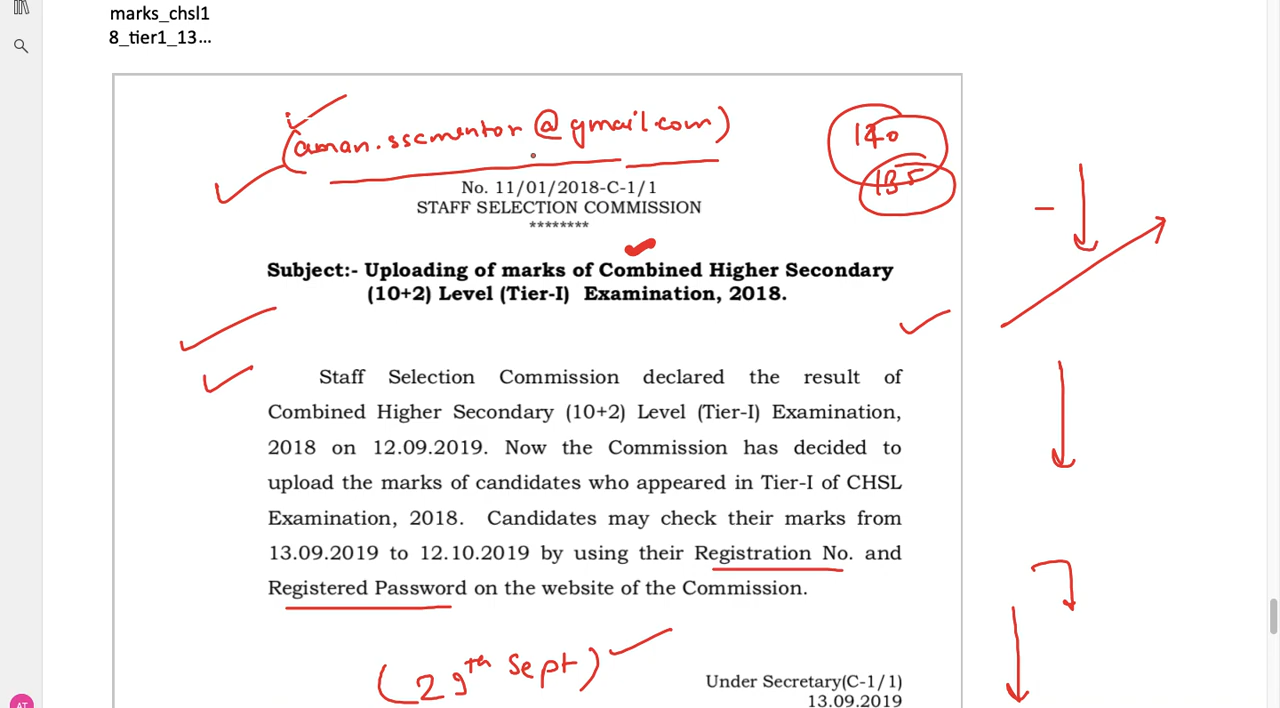 marks_chsl1
8_tier1_13...
(aman.sscmentor@gmail.com)
No. 11/01/2018-C-1/1
STAFF SELECTION COMMISSION
********
Subject:- Uploading of marks of Combined Higher Secondary
(10+2) Level (Tier-I) Examination, 2018.
Staff Selection Commission declared the result of
Combined Higher Secondary (10+2) Level (Tier-I) Examination,
2018 on 12.09.2019. Now the Commission has decided to
upload the marks of candidates who appeared in Tier-I of CHSL
Examination, 2018. Candidates may check their marks from
13.09.2019 to 12.10.2019 by using their Registration No. and
Registered Password on the website of the Commission.
(29th Sept)
Under Secretary(C-1/1)
13.09.2019
AT